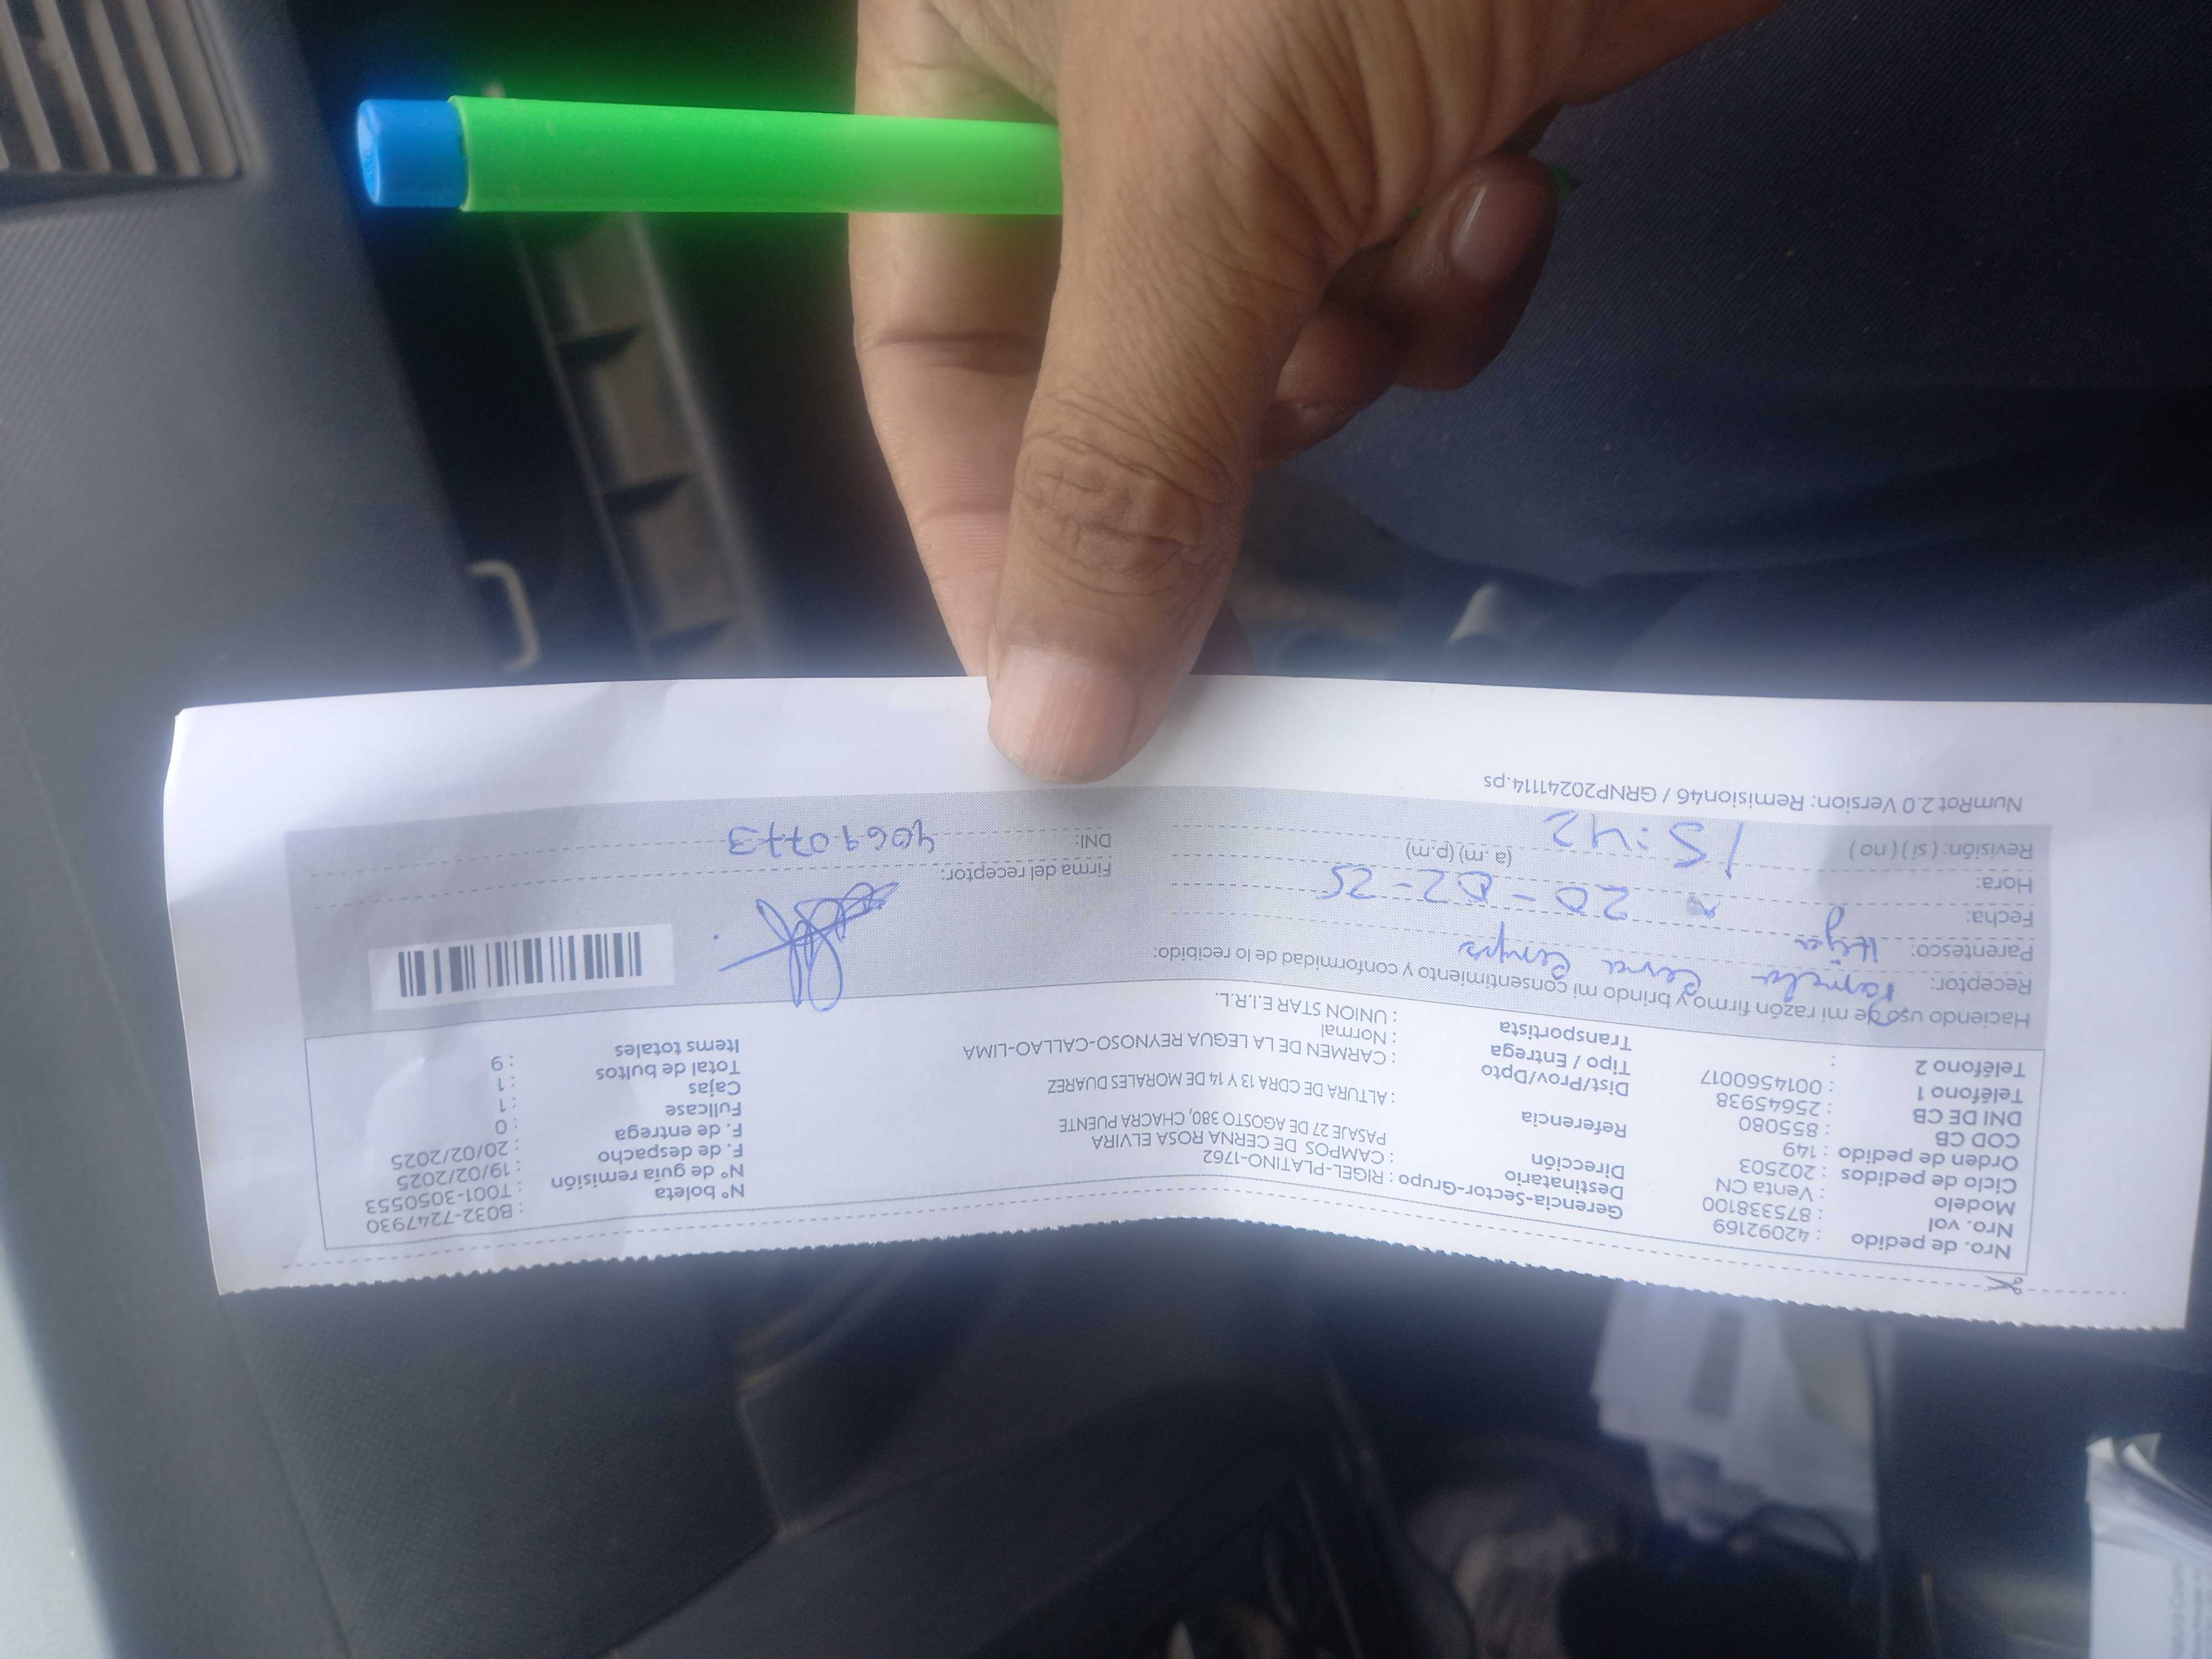 Nro. de pedido : 42092169
Nro. vol : 875338100
Modelo : Venta CN
Ciclo de pedidos : 202503
Orden de pedido : 149
COD CB : 855080
DNI DE CB : 25645938
Teléfono 1 : 0014560017
Teléfono 2 :
Gerencia-Sector-Grupo : RIGEL-PLATINO-1762
Destinatario CAMPOS DE CERNA ROSA ELVIRA
Dirección PASAJE 27 DE AGOSTO 380, CHACRA PUENTE
Referencia : ALTURA DE CDRA 13 Y 14 DE MORALES DUAREZ
Dist/Prov/Dpto : CARMEN DE LA LEGUA REYNOSO-CALLAO-LIMA
Tipo / Entrega : Normal
Transportista : UNION STAR E.I.R.L.
Nº boleta : B032-7247930
Nº de guía remisión : T001-3050553
F. de despacho : 19/02/2025
F. de entrega : 20/02/2025
Fullcase : 0
Cajas : 1
Total de bultos : 1
Items totales : 9
Haciendo uso de mi razón firmo y brindo mi consentimiento y conformidad de lo recibido:
Receptor: Pamela Cerna Campos
Parentesco: Hija
Fecha: 20-02-25
Hora: 15:42 (a.m) (p.m)
Revisión: ( si ) ( no )
Firma del receptor:
DNI: 40690773
NumRot 2.0 Version: Remision46 / GRNP20241114.ps